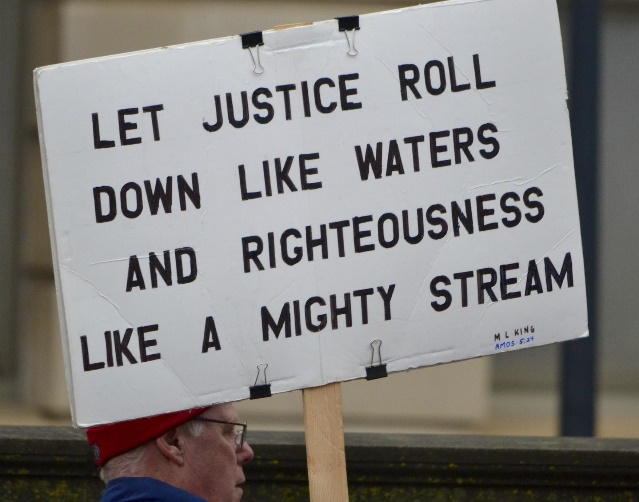 LET JUSTICE ROLL
DOWN LIKE WATERS
AND RIGHTEOUSNESS
LIKE A MIGHTY STREAM
M L KING
AMOS 5:24